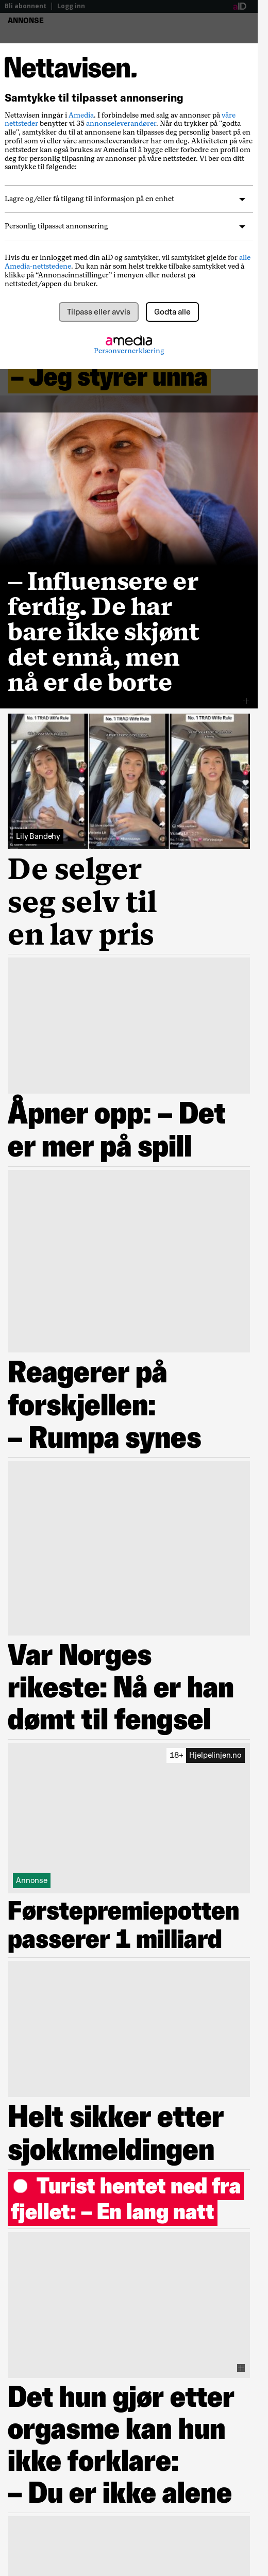 Bli abonnent | Logg inn
aID
ANNONSE
Nettavisen.
Samtykke til tilpasset annonsering
Nettavisen inngår i Amedia. I forbindelse med salg av annonser på våre
nettsteder benytter vi 35 annonseleverandører. Når du trykker på "godta
alle", samtykker du til at annonsene kan tilpasses deg personlig basert på en
profil som vi eller våre annonseleverandører har om deg. Aktivitetene på våre
nettsteder kan også brukes av Amedia til å bygge eller forbedre en profil om
deg for personlig tilpasning av annonser på våre nettsteder. Vi ber om ditt
samtykke til følgende:
Lagre og/eller få tilgang til informasjon på en enhet
Personlig tilpasset annonsering
Hvis du er innlogget med din aID og samtykker, vil samtykket gjelde for alle
Amedia-nettstedene. Du kan når som helst trekke tilbake samtykket ved å
klikke på “Annonseinnstillinger” i menyen eller nederst på
nettstedet/appen du bruker.
Tilpass eller avvis
Godta alle
amedia
Personvernerklæring
– Jeg styrer unna
– Influensere er
ferdig. De har
bare ikke skjønt
det ennå, men
nå er de borte
No. 1 TRAD Wife Rule
No. 1 TRAD Wife Rule
No. 1 TRAD Wife Rule
Lily Bandehy
De selger
seg selv til
en lav pris
Åpner opp: – Det
er mer på spill
Reagerer på
forskjellen:
– Rumpa synes
Var Norges
rikeste: Nå er han
dømt til fengsel
18+ Hjelpelinjen.no
Annonse
Førstepremiepotten
passerer 1 milliard
Helt sikker etter
sjokkmeldingen
Turist hentet ned fra
fjellet: – En lang natt
Det hun gjør etter
orgasme kan hun
ikke forklare:
– Du er ikke alene